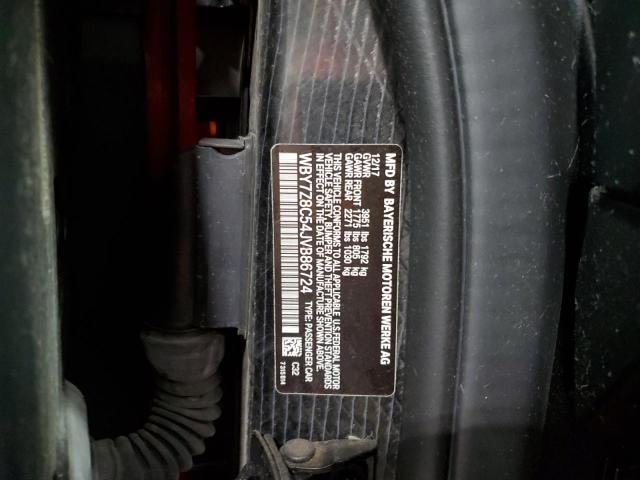 MFD BY BAYERISCHE MOTOREN WERKE AG
12/17
GVWR 3951 lbs 1792 kg
GAWR FRONT 1775 lbs 805 kg
GAWR REAR 2271 lbs 1030 kg
THIS VEHICLE CONFORMS TO ALL APPLICABLE U.S.FEDERAL MOTOR
VEHICLE SAFETY, BUMPER AND THEFT PREVENTION STANDARDS
IN EFFECT ON THE DATE OF MANUFACTURE SHOWN ABOVE.
WBY7Z8C54JVB86724 TYPE: PASSENGER CAR
C32